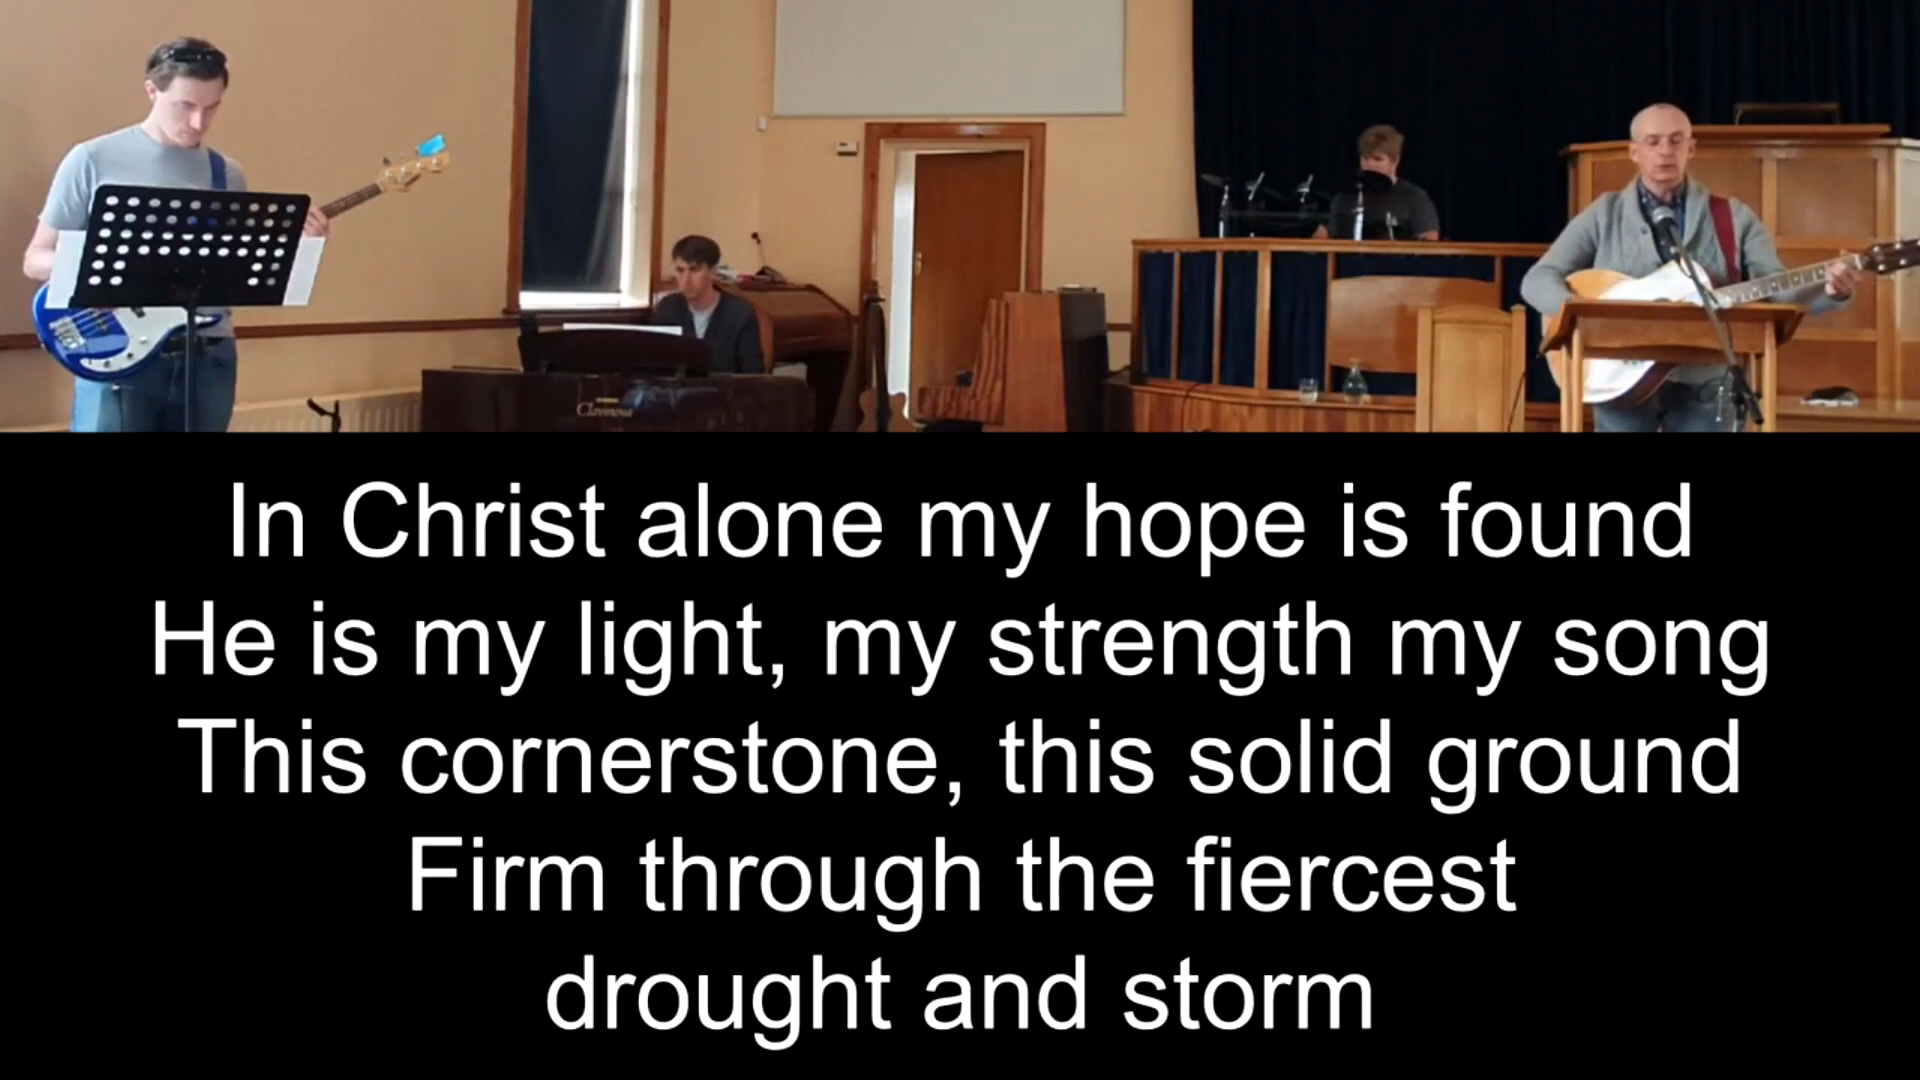 Clavinova
In Christ alone my hope is found
He is my light, my strength my song
This cornerstone, this solid ground
Firm through the fiercest
drought and storm